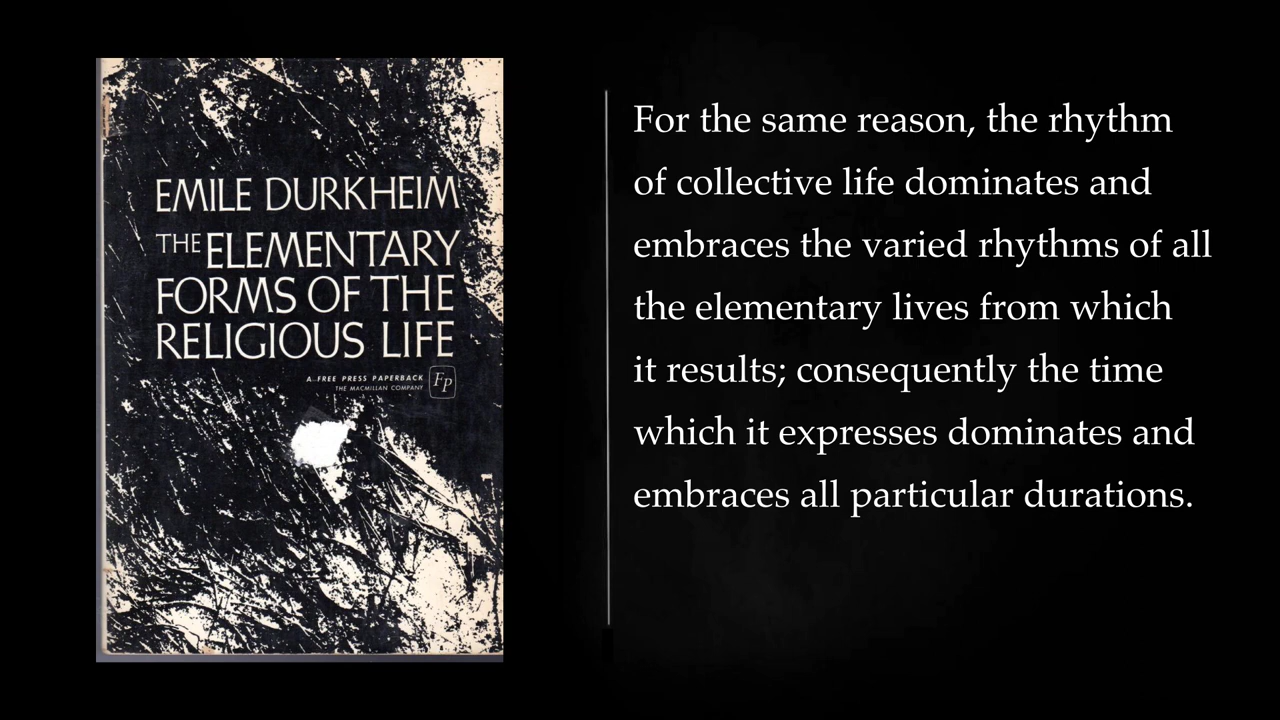 EMILE DURKHEIM
THE ELEMENTARY
FORMS OF THE
RELIGIOUS LIFE
A FREE PRESS PAPERBACK
THE MACMILLAN COMPANY
Fp
For the same reason, the rhythm
of collective life dominates and
embraces the varied rhythms of all
the elementary lives from which
it results; consequently the time
which it expresses dominates and
embraces all particular durations.